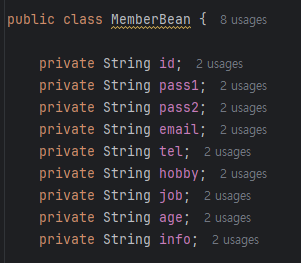 public class MemberBean { 8 usages
private String id; 2 usages
private String pass1; 2 usages
private String pass2; 2 usages
private String email; 2 usages
private String tel; 2 usages
private String hobby; 2 usages
private String job; 2 usages
private String age; 2 usages
private String info; 2 usages